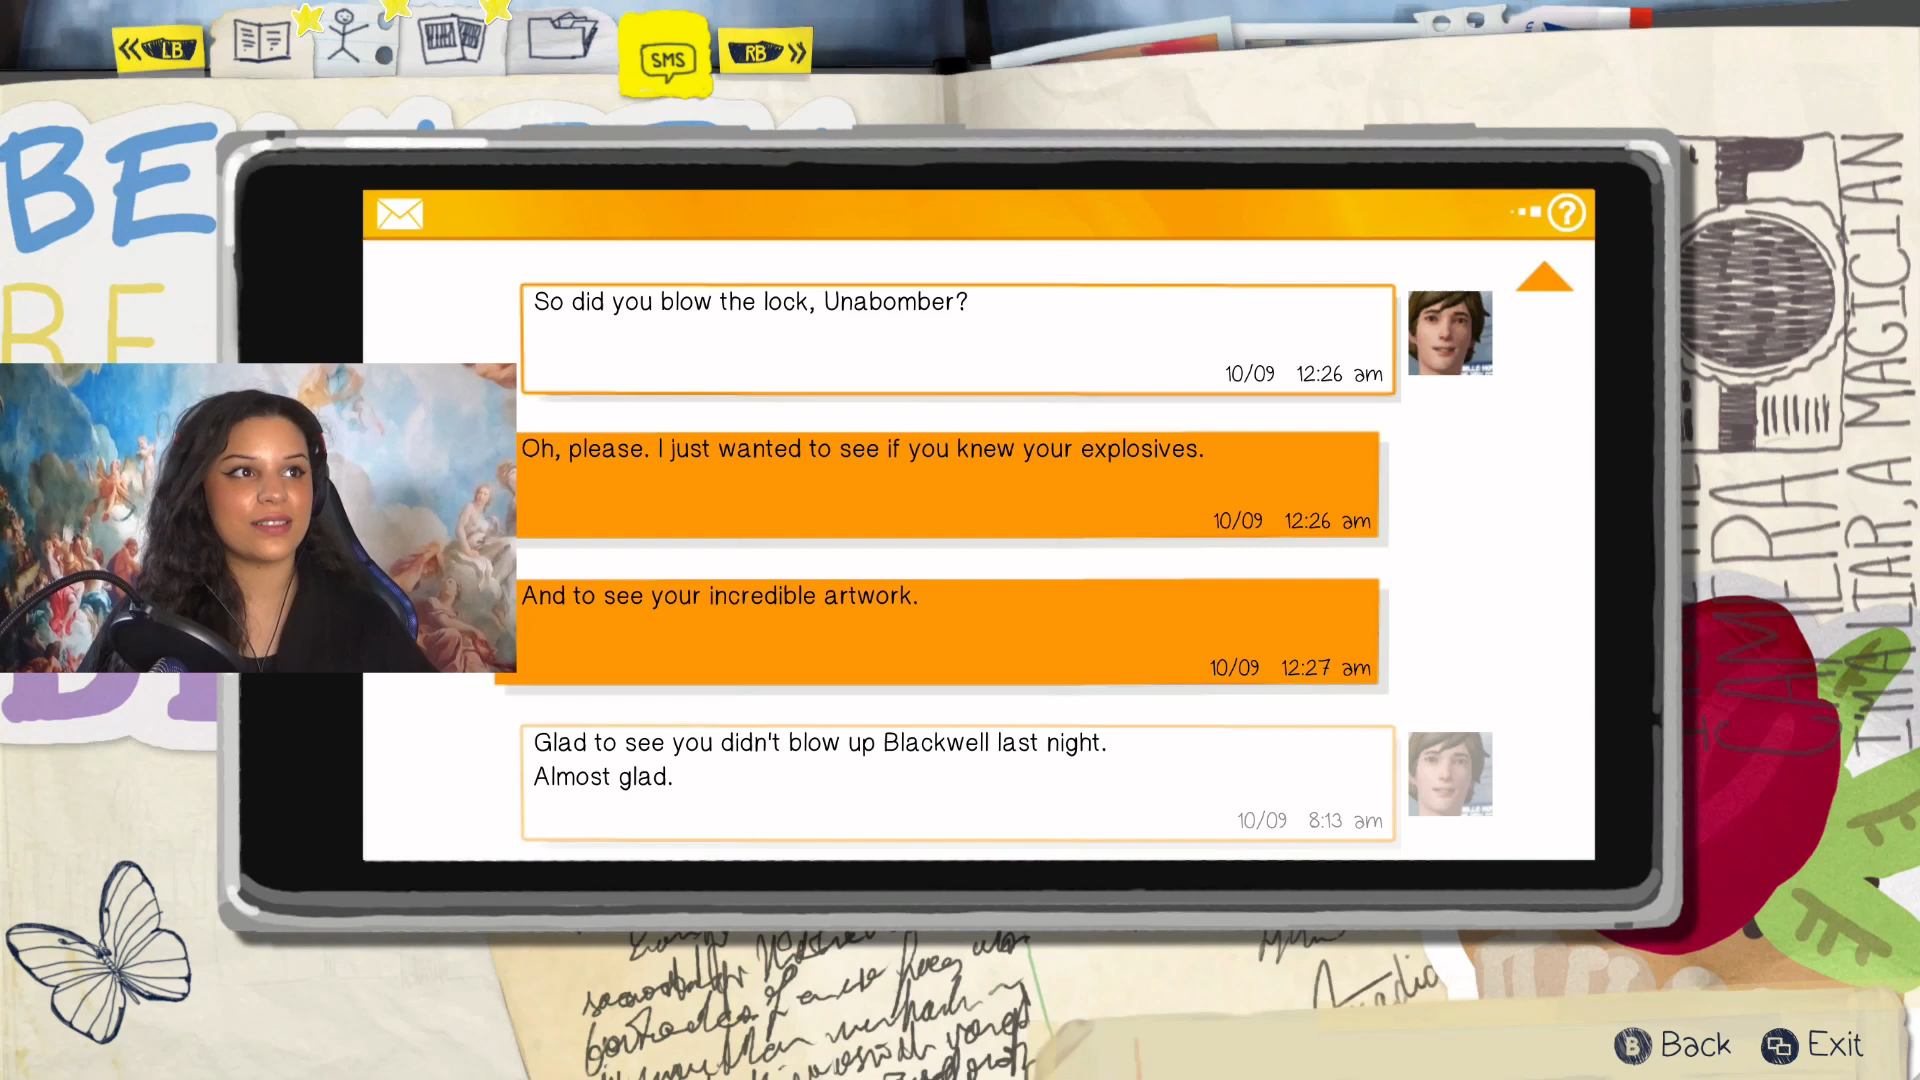 LB
SMS
RB
BE
BE
So did you blow the lock, Unabomber?
10/09 12:26 am
Oh, please. I just wanted to see if you knew your explosives.
10/09 12:26 am
And to see your incredible artwork.
10/09 12:27 am
Glad to see you didn't blow up Blackwell last night.
Almost glad.
10/09 8:13 am
B Back
Exit